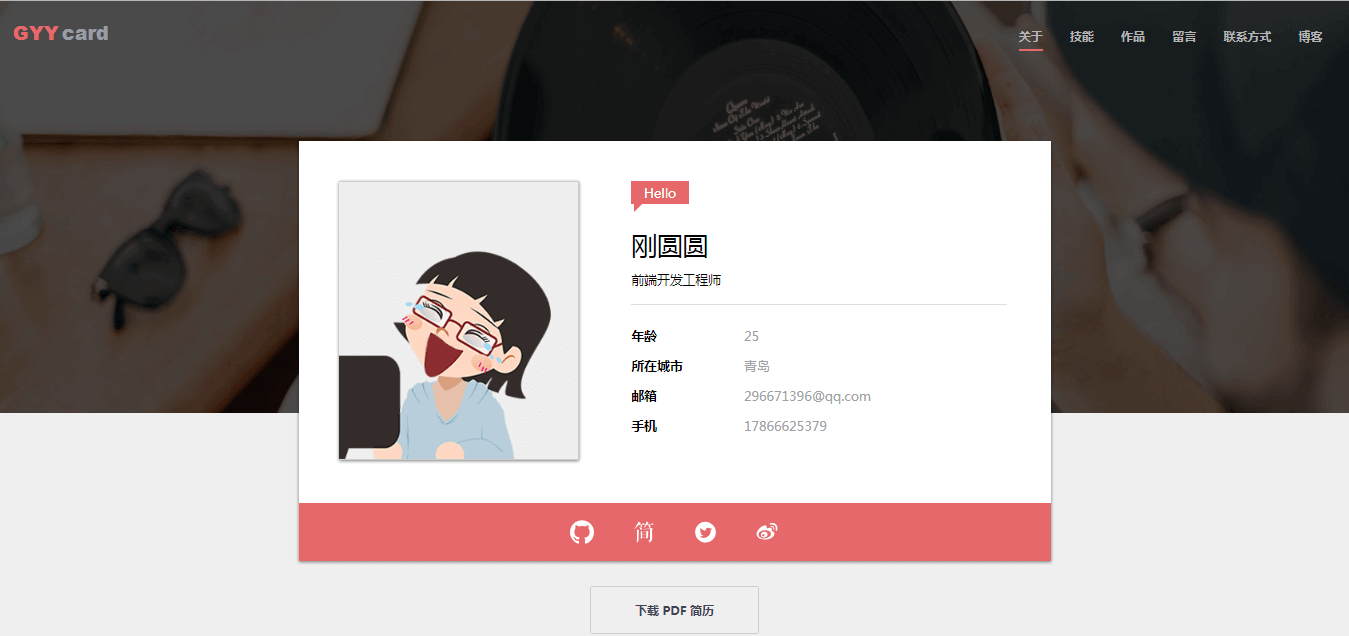 GYY card
关于 技能 作品 留言 联系方式 博客
Hello
刚圆圆
前端开发工程师
年龄 25
所在城市 青岛
邮箱 296671396@qq.com
手机 17866625379
简
下载 PDF 简历